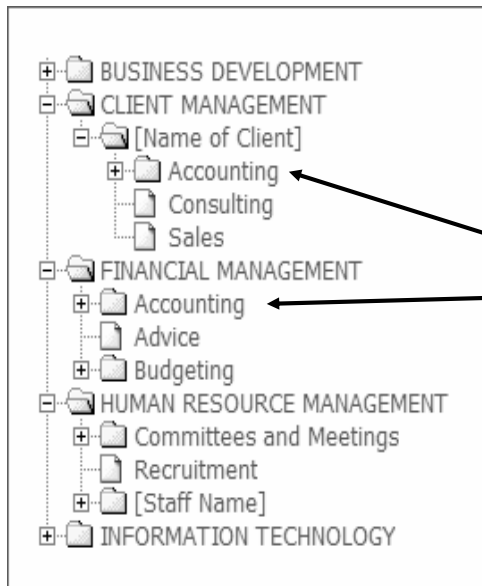 BUSINESS DEVELOPMENT
CLIENT MANAGEMENT
[Name of Client]
Accounting
Consulting
Sales
FINANCIAL MANAGEMENT
Accounting
Advice
Budgeting
HUMAN RESOURCE MANAGEMENT
Committees and Meetings
Recruitment
[Staff Name]
INFORMATION TECHNOLOGY